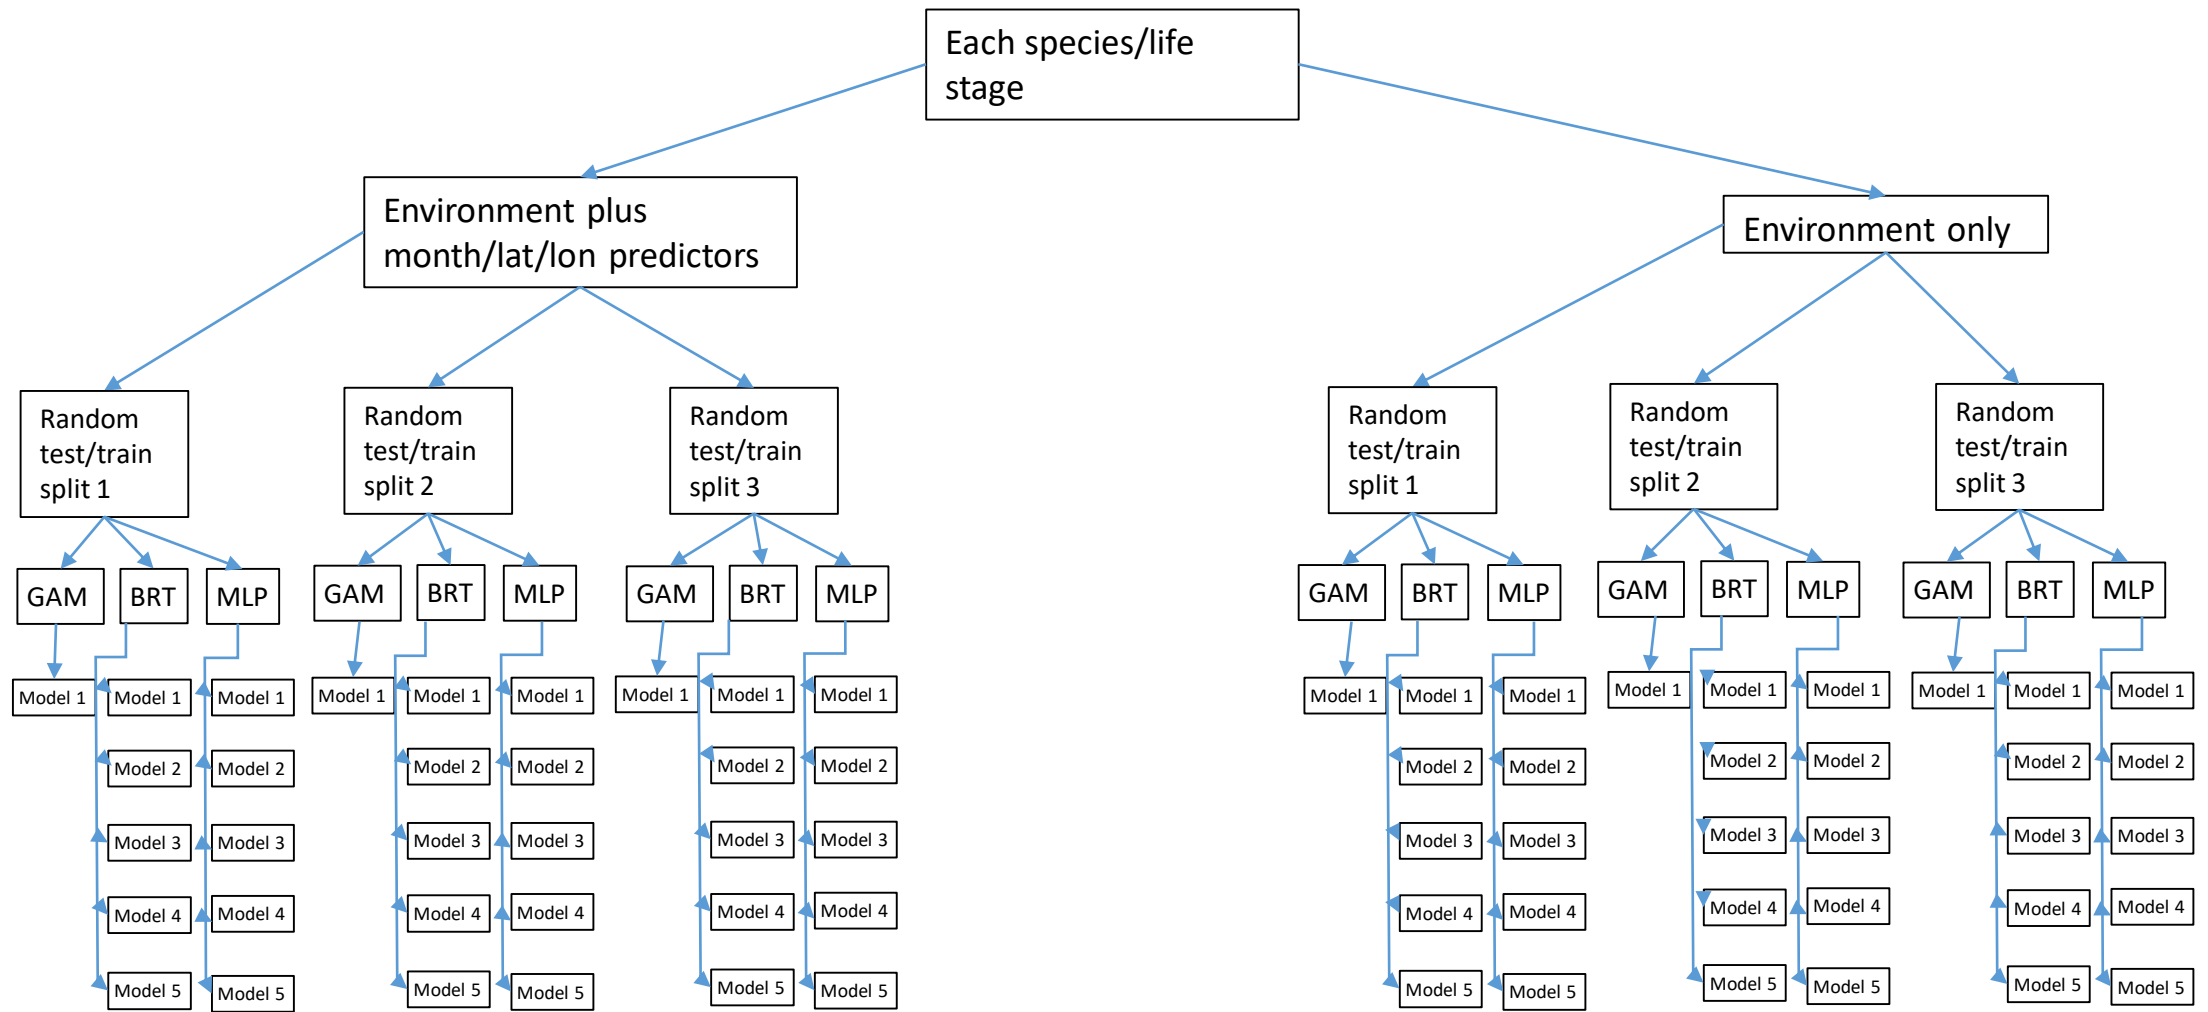 Each species/life
stage
Environment plus
month/lat/lon predictors
Environment only
Random
test/train
split 1
Random
test/train
split 2
Random
test/train
split 3
Random
test/train
split 1
Random
test/train
split 2
Random
test/train
split 3
GAM BRT MLP GAM BRT MLP GAM BRT MLP GAM BRT MLP GAM BRT MLP GAM BRT MLP
Model 1 Model 1 Model 1 Model 1 Model 1 Model 1 Model 1 Model 1 Model 1 Model 1 Model 1 Model 1 Model 1 Model 1 Model 1 Model 1 Model 1 Model 1
Model 2 Model 2 Model 2 Model 2 Model 2 Model 2 Model 2 Model 2 Model 2 Model 2 Model 2 Model 2
Model 3 Model 3 Model 3 Model 3 Model 3 Model 3 Model 3 Model 3 Model 3 Model 3 Model 3 Model 3
Model 4 Model 4 Model 4 Model 4 Model 4 Model 4 Model 4 Model 4 Model 4 Model 4 Model 4 Model 4
Model 5 Model 5 Model 5 Model 5 Model 5 Model 5 Model 5 Model 5 Model 5 Model 5 Model 5 Model 5